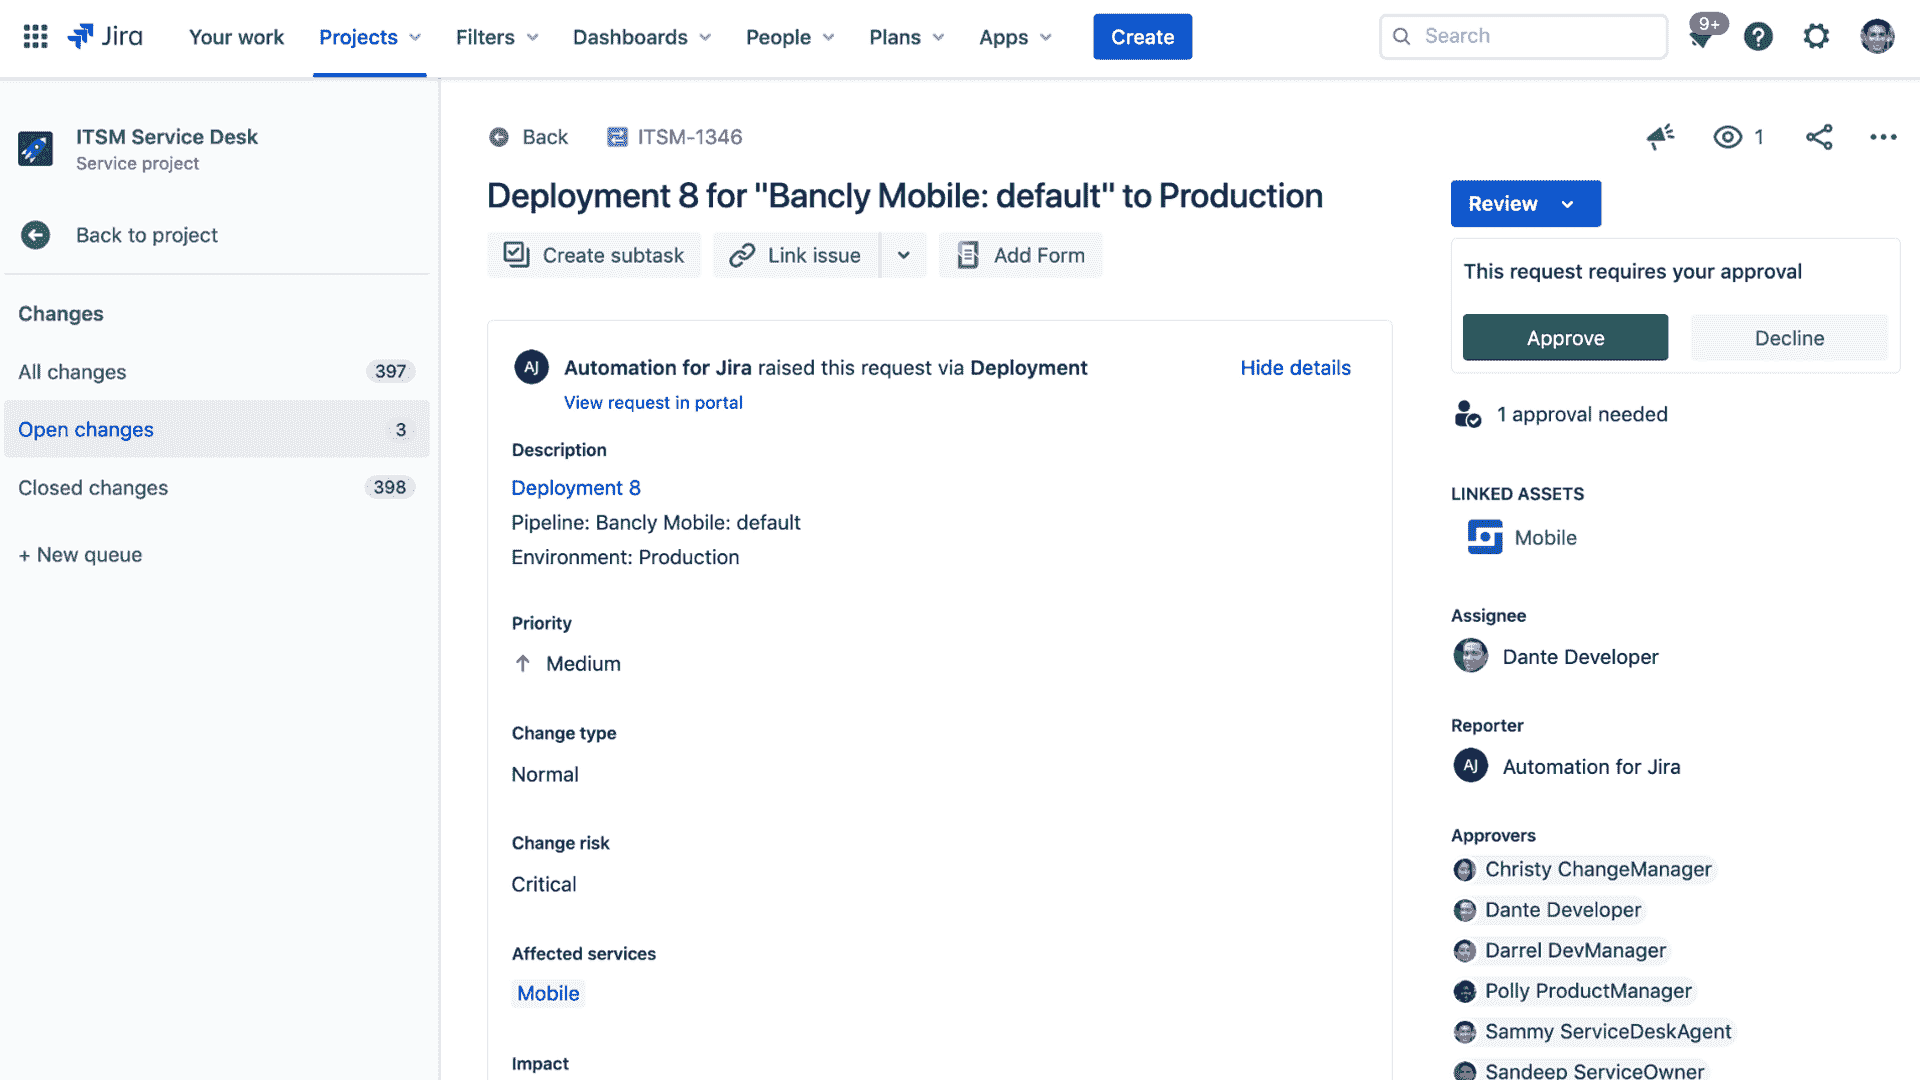 Jira Your work Projects Filters Dashboards People Plans Apps Create Search 9+
ITSM Service Desk
Service project
Back to project
Changes
All changes 397
Open changes 3
Closed changes 398
+ New queue
Back ITSM-1346
1
Deployment 8 for "Bancly Mobile: default" to Production
Create subtask Link issue Add Form
AJ Automation for Jira raised this request via Deployment Hide details
View request in portal
Description
Deployment 8
Pipeline: Bancly Mobile: default
Environment: Production
Priority
Medium
Change type
Normal
Change risk
Critical
Affected services
Mobile
Impact
Review
This request requires your approval
Approve Decline
1 approval needed
LINKED ASSETS
Mobile
Assignee
Dante Developer
Reporter
AJ Automation for Jira
Approvers
Christy ChangeManager
Dante Developer
Darrel DevManager
Polly ProductManager
Sammy ServiceDeskAgent
Sandeep ServiceOwner